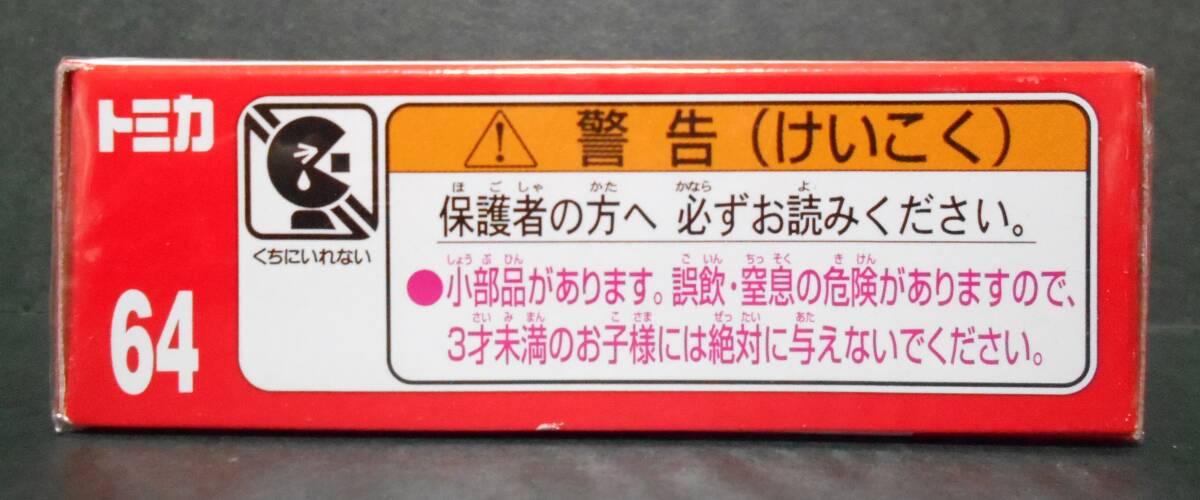 トミカ
64
くちにいれない
警告(けいこく)
ほごしゃ かた かなら よ
保護者の方へ 必ずお読みください。
しょうぶひん ごいん ちっそく きけん
●小部品があります。誤飲・窒息の危険がありますので、
さいみまん こさま ぜったい あた
3才未満のお子様には絶対に与えないでください。